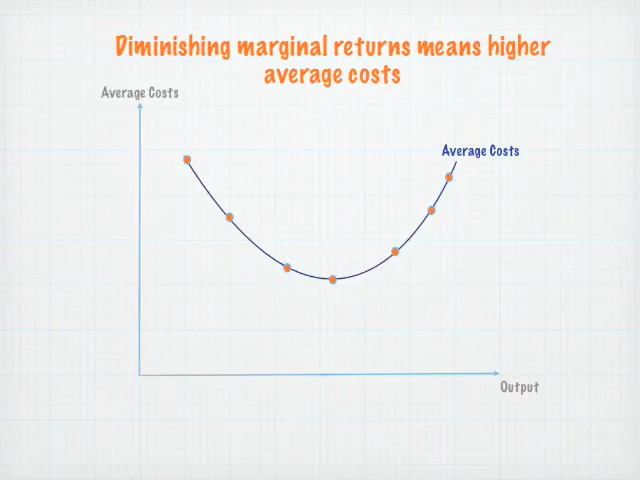 Diminishing marginal returns means higher
average costs
Average Costs
Average Costs
Output